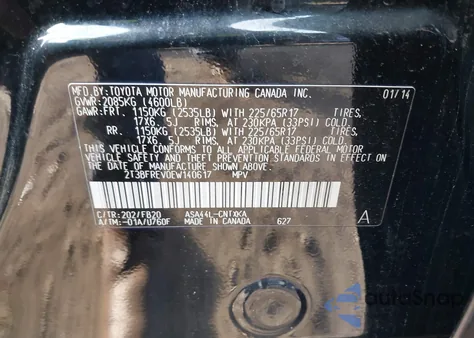 MFD.BY:TOYOTA MOTOR MANUFACTURING CANADA INC. 01/14
GVWR:2085KG (4600LB)
GAWR:FRT. 1150KG (2535LB) WITH 225/65R17 TIRES,
17X6.5J RIMS, AT 230KPA (33PSI) COLD.
RR. 1150KG (2535LB) WITH 225/65R17 TIRES,
17X6.5J RIMS, AT 230KPA (33PSI) COLD.
THIS VEHICLE CONFORMS TO ALL APPLICABLE FEDERAL MOTOR
VEHICLE SAFETY AND BUMPER STANDARDS IN EFFECT ON
THE DATE OF MANUFACTURE SHOWN ABOVE.
2T3BFREV0EW140617 MPV
C/TR:202/FB20 ASA44L-CNTXKA
A/TM:-01A/U760F MADE IN CANADA 627 A
AutoSnap